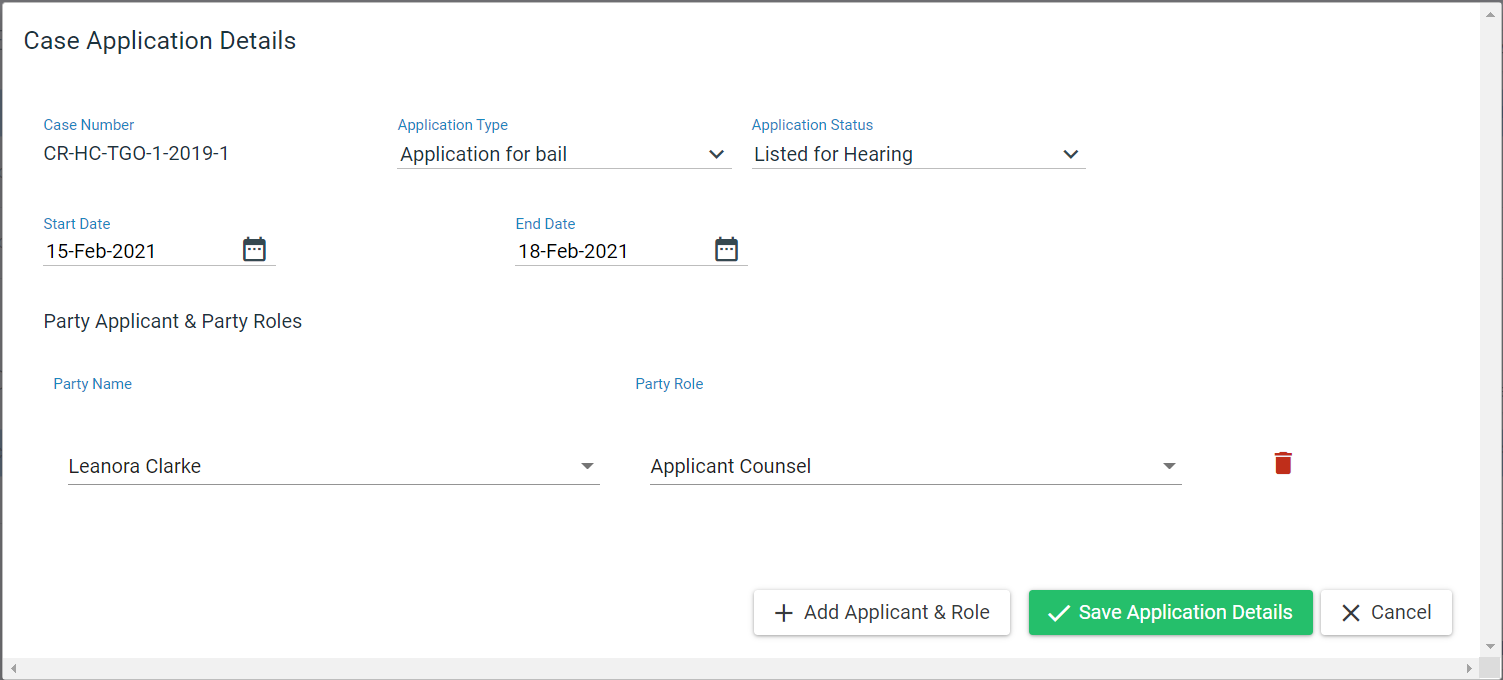 Case Application Details
Case Number Application Type Application Status
CR-HC-TGO-1-2019-1 Application for bail Listed for Hearing
Start Date End Date
15-Feb-2021 18-Feb-2021
Party Applicant & Party Roles
Party Name Party Role
Leanora Clarke Applicant Counsel
Add Applicant & Role Save Application Details Cancel